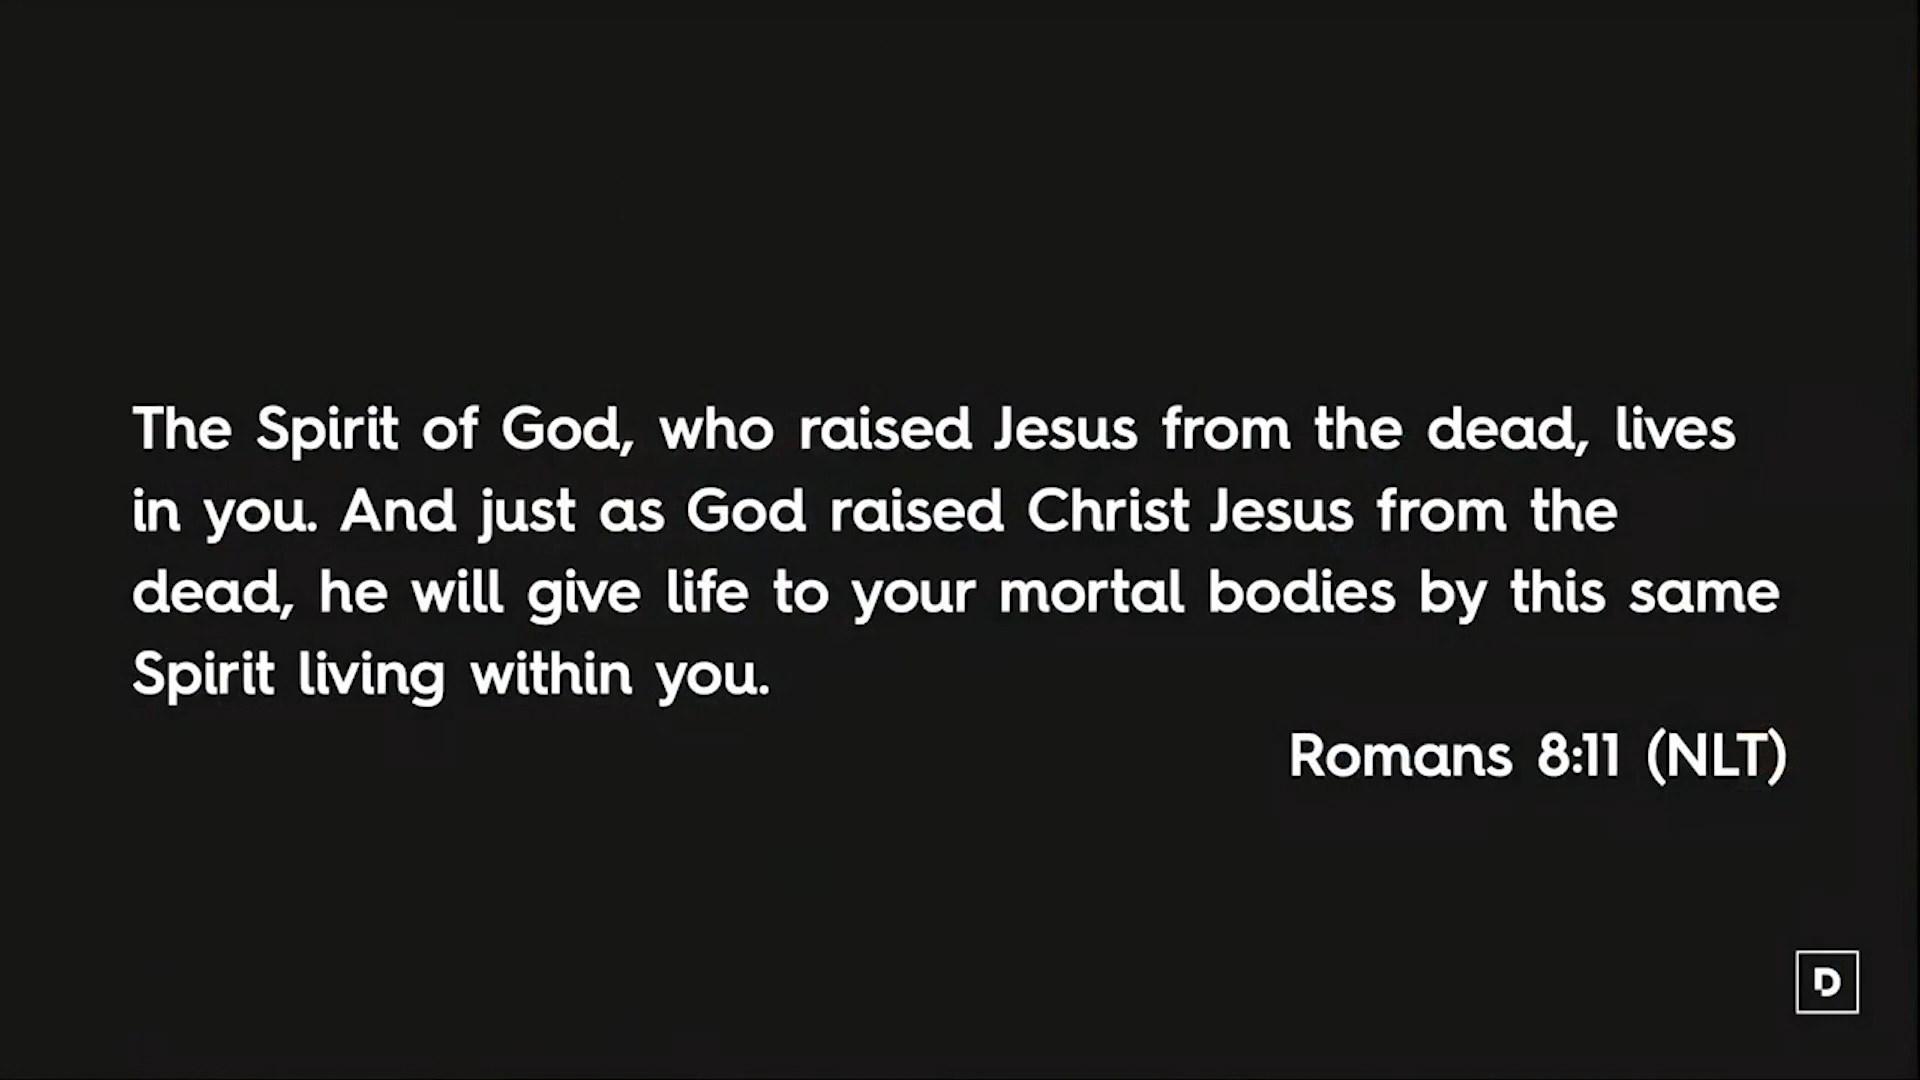 The Spirit of God, who raised Jesus from the dead, lives
in you. And just as God raised Christ Jesus from the
dead, he will give life to your mortal bodies by this same
Spirit living within you.
Romans 8:11 (NLT)
D